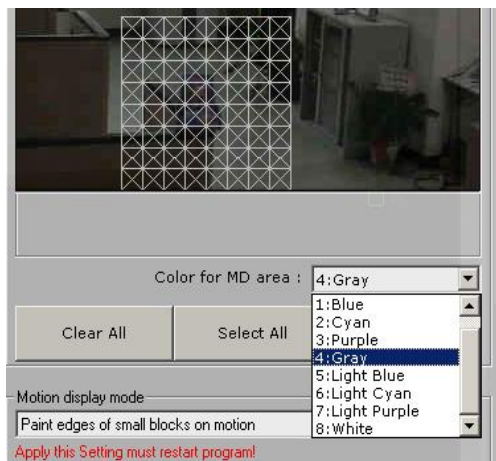 Color for MD area :
4:Gray
1:Blue
2:Cyan
3:Purple
4:Gray
5:Light Blue
6:Light Cyan
7:Light Purple
8:White
Clear All
Select All
Motion display mode
Paint edges of small blocks on motion
Apply this Setting must restart program!